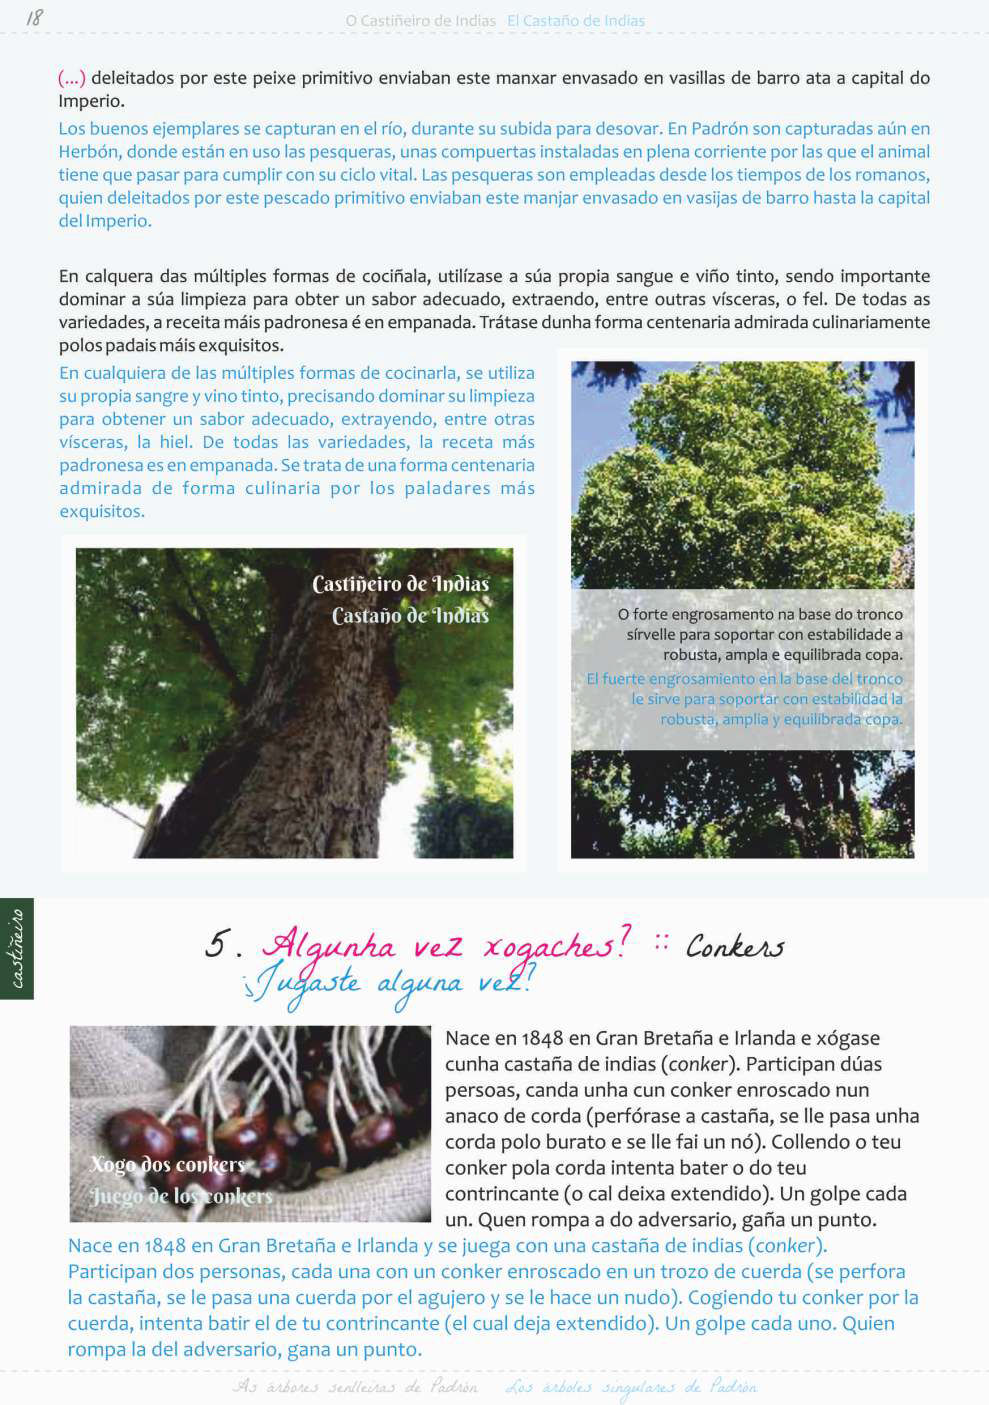 18
O Castiñeiro de Indias El Castaño de Indias
(...) deleitados por este peixe primitivo enviaban este manxar envasado en vasillas de barro ata a capital do
Imperio.
Los buenos ejemplares se capturan en el río, durante su subida para desovar. En Padrón son capturadas aún en
Herbón, donde están en uso las pesqueras, unas compuertas instaladas en plena corriente por las que el animal
tiene que pasar para cumplir con su ciclo vital. Las pesqueras son empleadas desde los tiempos de los romanos,
quien deleitados por este pescado primitivo enviaban este manjar envasado en vasijas de barro hasta la capital
del Imperio.
En calquera das múltiples formas de cociñala, utilízase a súa propia sangue e viño tinto, sendo importante
dominar a súa limpieza para obter un sabor adecuado, extraendo, entre outras vísceras, o fel. De todas as
variedades, a receita máis padronesa é en empanada. Trátase dunha forma centenaria admirada culinariamente
polos padais máis exquisitos.
En cualquiera de las múltiples formas de cocinarla, se utiliza
su propia sangre y vino tinto, precisando dominar su limpieza
para obtener un sabor adecuado, extrayendo, entre otras
vísceras, la hiel. De todas las variedades, la receta más
padronesa es en empanada. Se trata de una forma centenaria
admirada de forma culinaria por los paladares más
exquisitos.
Castiñeiro de Indias
Castaño de Indias
O forte engrosamento na base do tronco
sírvelle para soportar con estabilidade a
robusta, ampla e equilibrada copa.
El fuerte engrosamiento en la base del tronco
le sirve para soportar con estabilidad la
robusta, amplia y equilibrada copa.
castiñeiro
5. Algunha vez xogaches? :: Conkers
¿Jugaste alguna vez?
Xogo dos conkers
Juego de los conkers
Nace en 1848 en Gran Bretaña e Irlanda e xógase
cunha castaña de indias (conker). Participan dúas
persoas, canda unha cun conker enroscado nun
anaco de corda (perfórase a castaña, se lle pasa unha
corda polo burato e se lle fai un nó). Collendo o teu
conker pola corda intenta bater o do teu
contrincante (o cal deixa extendido). Un golpe cada
un. Quen rompa a do adversario, gaña un punto.
Nace en 1848 en Gran Bretaña e Irlanda y se juega con una castaña de indias (conker).
Participan dos personas, cada una con un conker enroscado en un trozo de cuerda (se perfora
la castaña, se le pasa una cuerda por el agujero y se le hace un nudo). Cogiendo tu conker por la
cuerda, intenta batir el de tu contrincante (el cual deja extendido). Un golpe cada uno. Quien
rompa la del adversario, gana un punto.
As árbores senlleiras de Padrón Los árboles singulares de Padrón